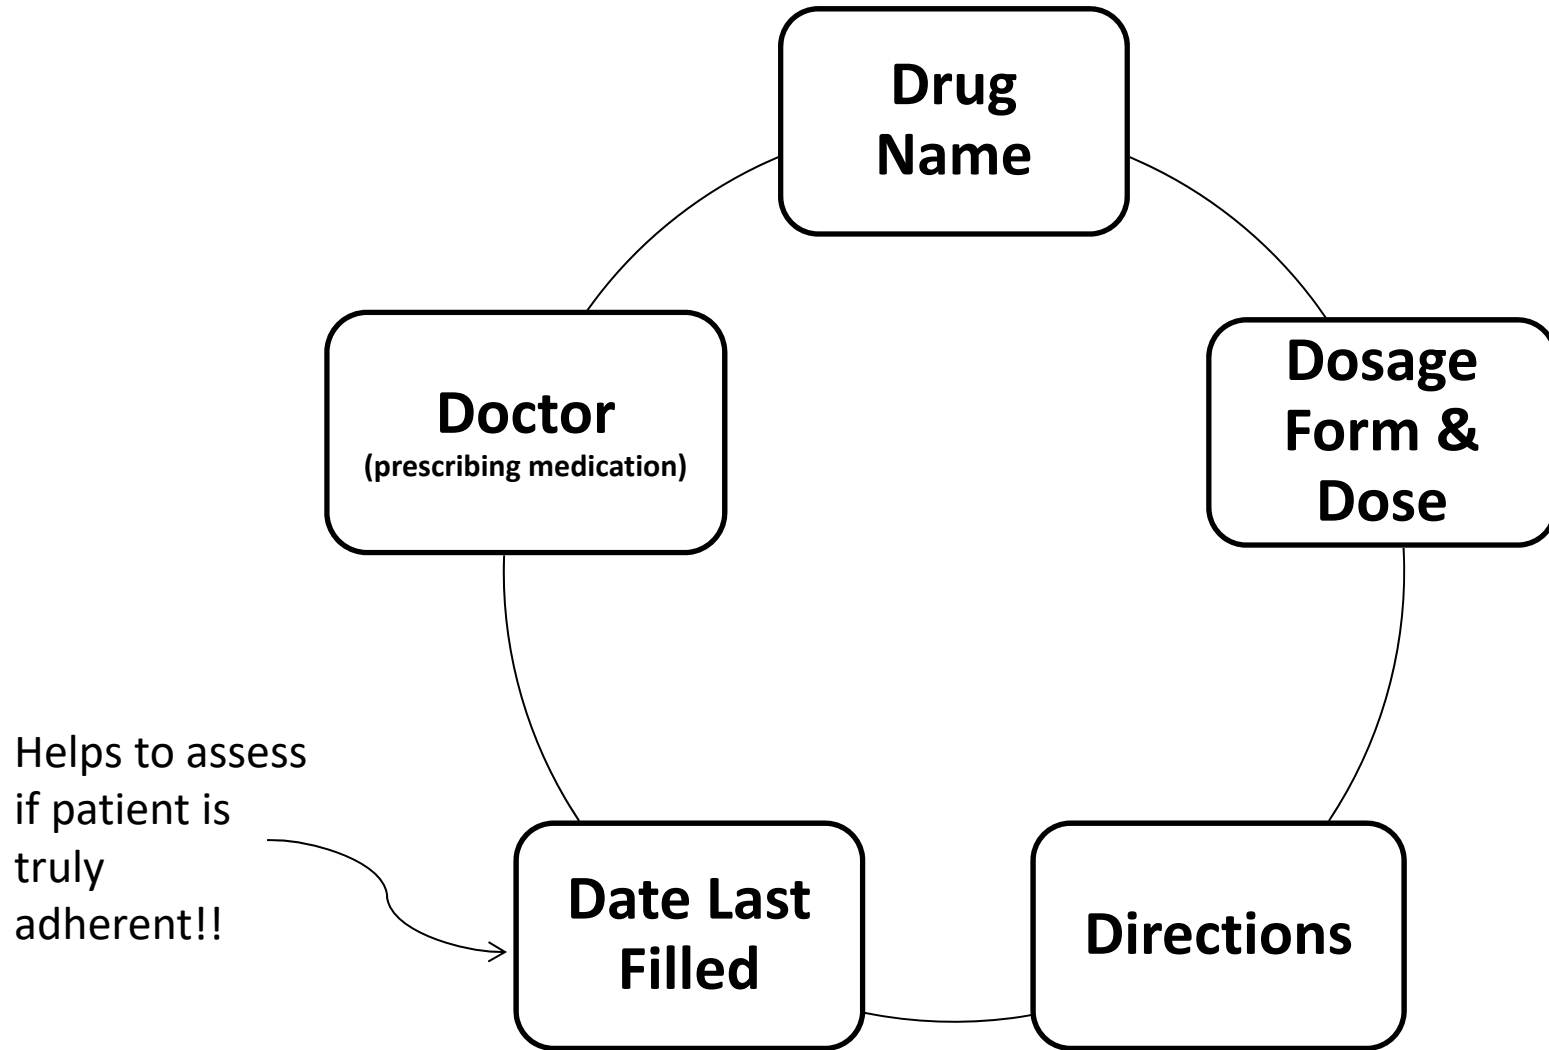 Drug
Name
Dosage
Form &
Dose
Doctor
(prescribing medication)
Helps to assess
if patient is
truly
adherent!!
Date Last
Filled
Directions